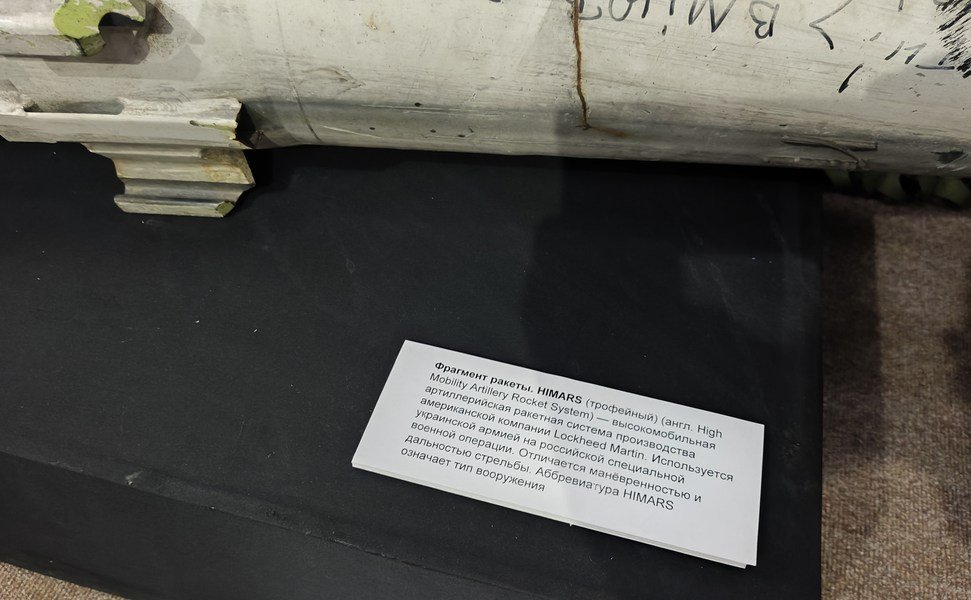 Фрагмент ракеты. HIMARS (трофейный) (англ. High
Mobility Artillery Rocket System) — высокомобильная
артиллерийская ракетная система производства
американской компании Lockheed Martin. Используется
украинской армией на российской специальной
военной операции. Отличается манёвренностью и
дальностью стрельбы. Аббревиатура HIMARS
означает тип вооружения